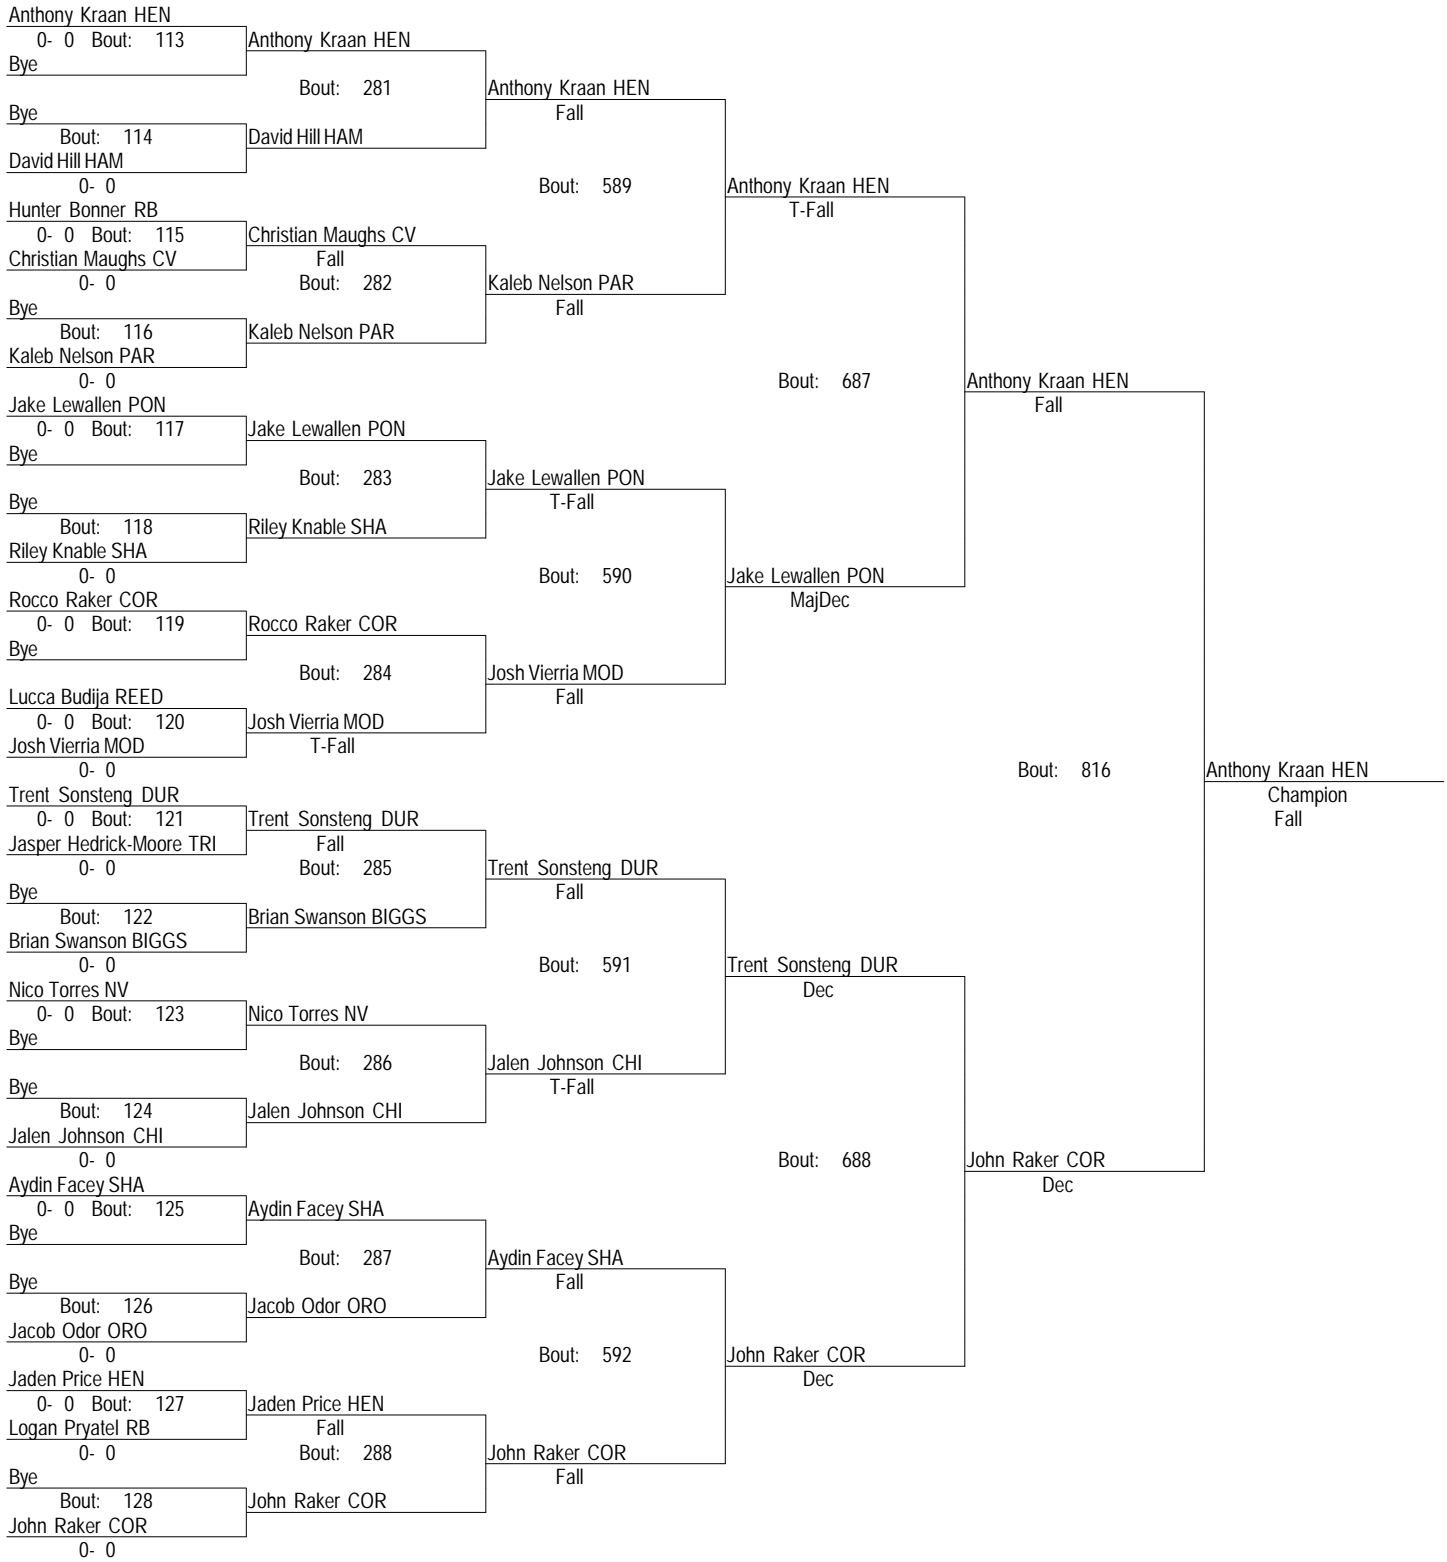 Anthony Kraan HEN
0- 0 Bout: 113
Anthony Kraan HEN
Bye
Bout: 281
Anthony Kraan HEN
Bye
Fall
Bout: 114
David Hill HAM
David Hill HAM
0- 0
Bout: 589
Anthony Kraan HEN
Hunter Bonner RB
T-Fall
0- 0 Bout: 115
Christian Maughs CV
Christian Maughs CV
Fall
0- 0
Bout: 282
Kaleb Nelson PAR
Bye
Fall
Bout: 116
Kaleb Nelson PAR
Kaleb Nelson PAR
0- 0
Bout: 687
Anthony Kraan HEN
Jake Lewallen PON
Fall
0- 0 Bout: 117
Jake Lewallen PON
Bye
Bout: 283
Jake Lewallen PON
Bye
T-Fall
Bout: 118
Riley Knable SHA
Riley Knable SHA
0- 0
Bout: 590
Jake Lewallen PON
Rocco Raker COR
MajDec
0- 0 Bout: 119
Rocco Raker COR
Bye
Bout: 284
Josh Vierria MOD
Lucca Budija REED
Fall
0- 0 Bout: 120
Josh Vierria MOD
Josh Vierria MOD
T-Fall
0- 0
Bout: 816
Anthony Kraan HEN
Trent Sonsteng DUR
Champion
0- 0 Bout: 121
Trent Sonsteng DUR
Fall
Jasper Hedrick-Moore TRI
Fall
0- 0
Bout: 285
Trent Sonsteng DUR
Bye
Fall
Bout: 122
Brian Swanson BIGGS
Brian Swanson BIGGS
0- 0
Bout: 591
Trent Sonsteng DUR
Nico Torres NV
Dec
0- 0 Bout: 123
Nico Torres NV
Bye
Bout: 286
Jalen Johnson CHI
Bye
T-Fall
Bout: 124
Jalen Johnson CHI
Jalen Johnson CHI
0- 0
Bout: 688
John Raker COR
Aydin Facey SHA
Dec
0- 0 Bout: 125
Aydin Facey SHA
Bye
Bout: 287
Aydin Facey SHA
Bye
Fall
Bout: 126
Jacob Odor ORO
Jacob Odor ORO
0- 0
Bout: 592
John Raker COR
Jaden Price HEN
Dec
0- 0 Bout: 127
Jaden Price HEN
Logan Pryatel RB
Fall
0- 0
Bout: 288
John Raker COR
Bye
Fall
Bout: 128
John Raker COR
John Raker COR
0- 0